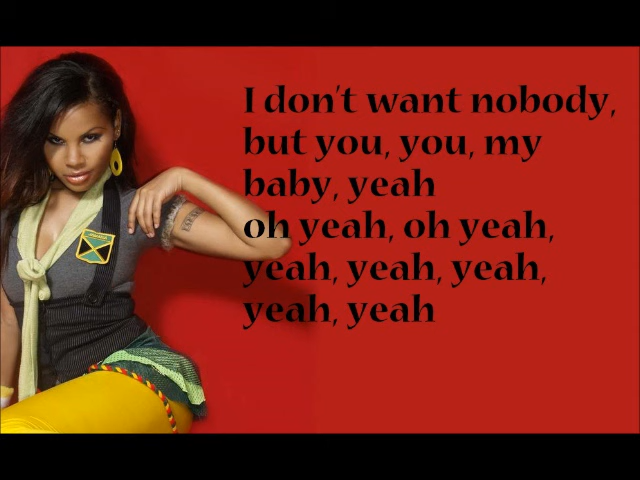 I don't want nobody,
but you, you, my
baby, yeah
oh yeah, oh yeah,
yeah, yeah, yeah,
yeah, yeah